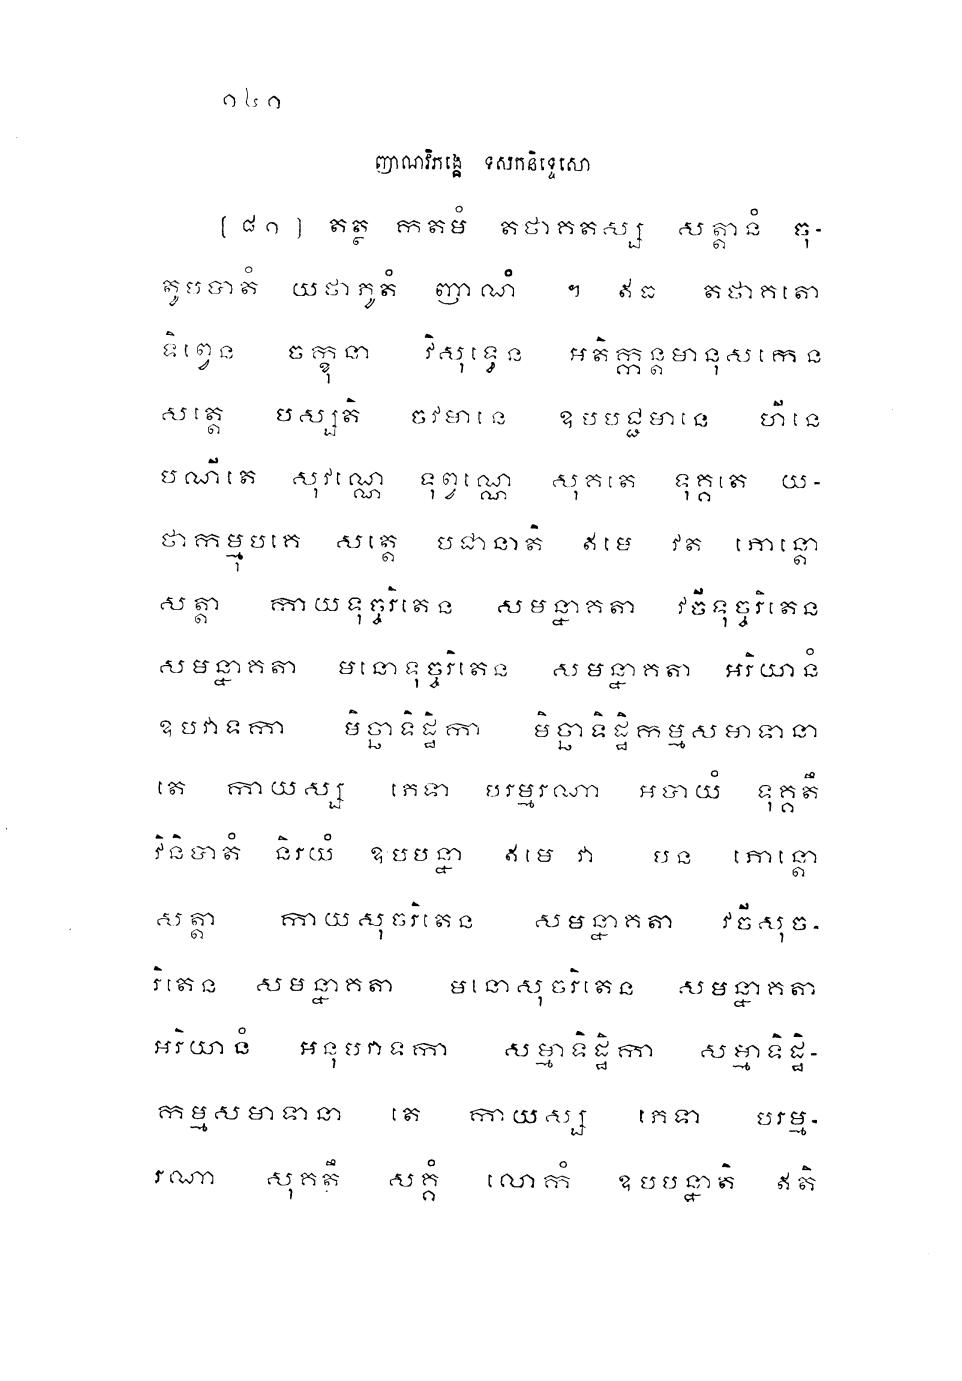 ១៤១
ញាណវិភង្គេ ទសកនិទ្ទេសោ
[ ៨១ ] តត្ថ កតមំ តថាគតស្ស សត្តានំ ចុ-
តូបបាតំ យថាភូតំ ញាណំ ។ ឥធ តថាគតោ
ទិព្វេន ចក្ខុនា វិសុទ្ធេន អតិក្កន្តមានុសកេន
សត្តេ បស្សតិ ចវមានេ ឧបបជ្ជមានេ ហីនេ
បណីតេ សុវណ្ណេ ទុព្វណ្ណេ សុគតេ ទុគ្គតេ យ-
ថាកម្មុបគេ សត្តេ បជានាតិ ឥមេ វត ភោន្តោ
សត្តា កាយទុច្ចរិតេន សមន្នាគតា វចីទុច្ចរិតេន
សមន្នាគតា មនោទុច្ចរិតេន សមន្នាគតា អរិយានំ
ឧបវាទកា មិច្ឆាទិដ្ឋិកា មិច្ឆាទិដ្ឋិកម្មសមាទានា
តេ កាយស្ស ភេទា បរម្មរណា អបាយំ ទុគ្គតឹ
វិនិបាតំ និរយំ ឧបបន្នា ឥមេ វា បន ភោន្តោ
សត្តា កាយសុចរិតេន សមន្នាគតា វចីសុច-
រិតេន សមន្នាគតា មនោសុចរិតេន សមន្នាគតា
អរិយានំ អនុបវាទកា សម្មាទិដ្ឋិកា សម្មាទិដ្ឋិ-
កម្មសមាទានា តេ កាយស្ស ភេទា បរម្ម-
រណា សុគតឹ សគ្គំ លោកំ ឧបបន្នាតិ ឥតិ